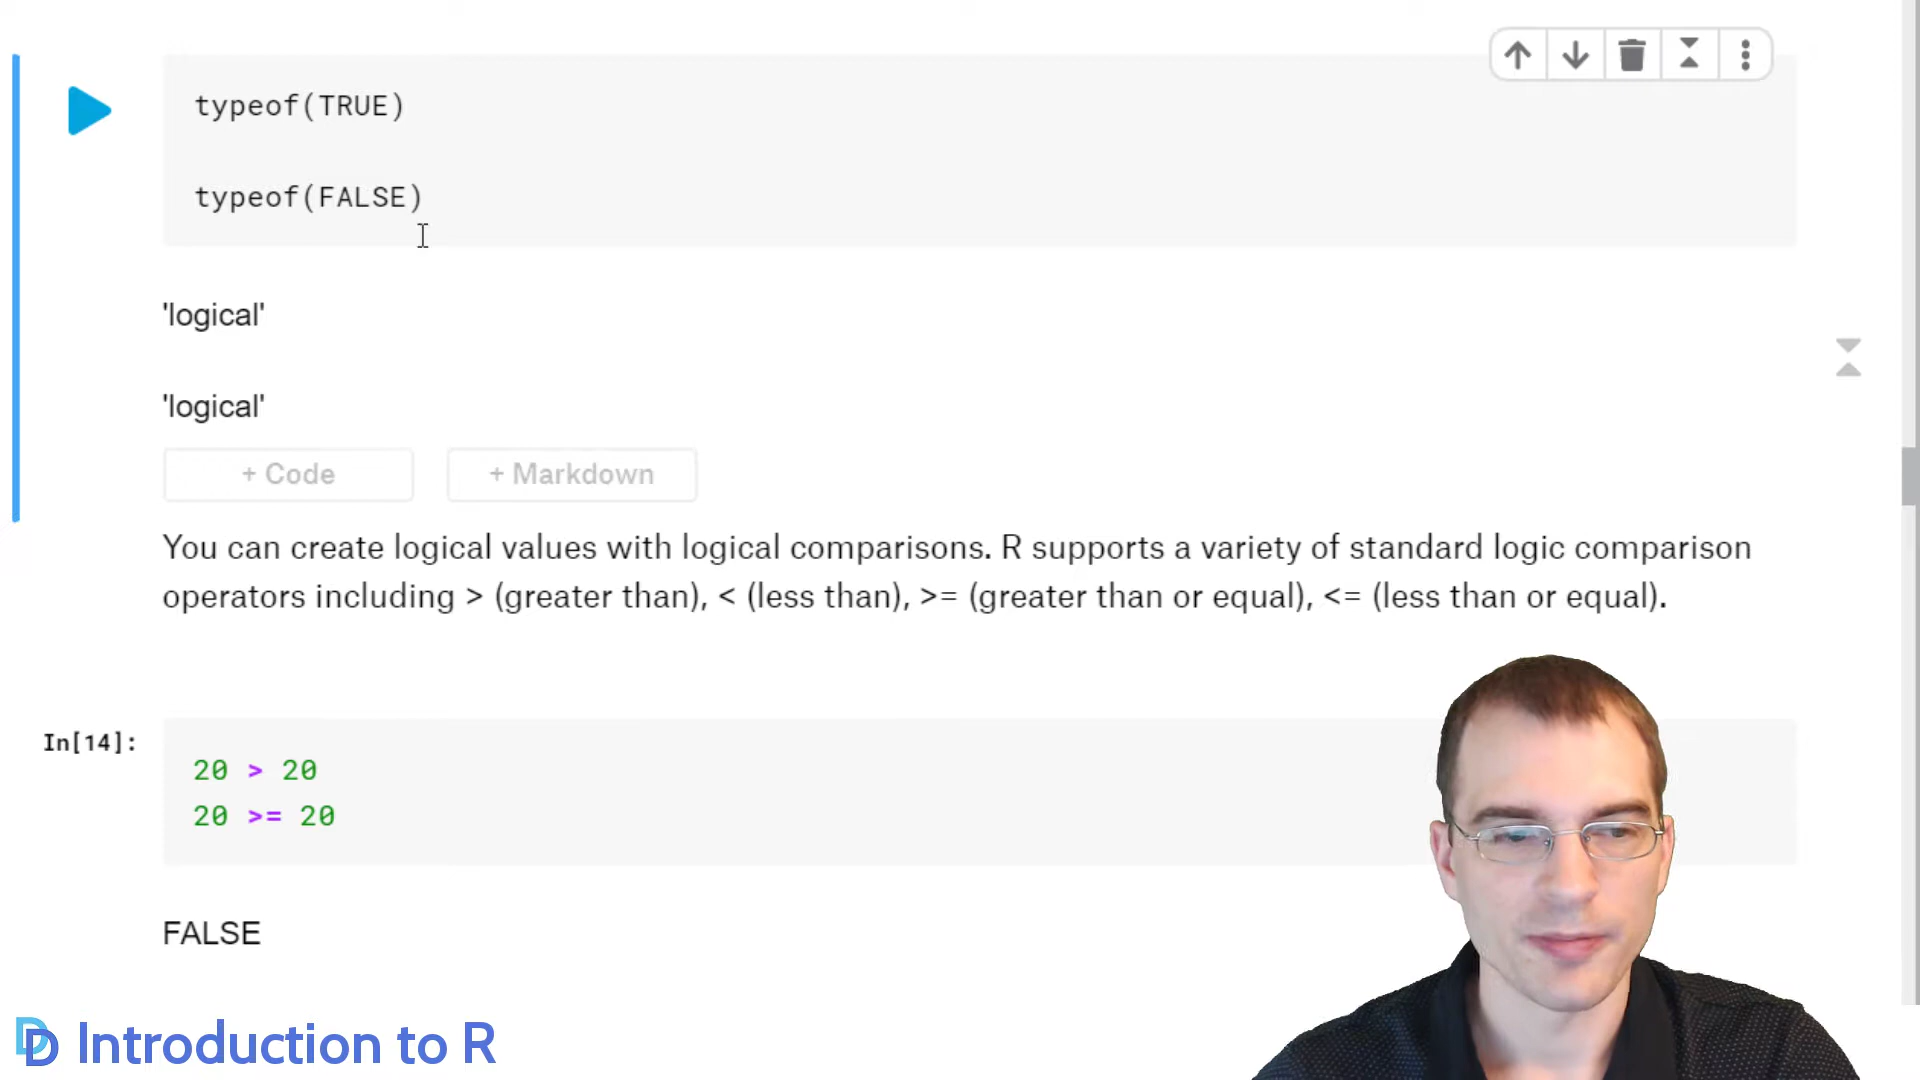 typeof(TRUE)
typeof(FALSE)
'logical'
'logical'
+ Code
+ Markdown
You can create logical values with logical comparisons. R supports a variety of standard logic comparison
operators including > (greater than), < (less than), >= (greater than or equal), <= (less than or equal).
In[14]:
20 > 20
20 >= 20
FALSE
D Introduction to R